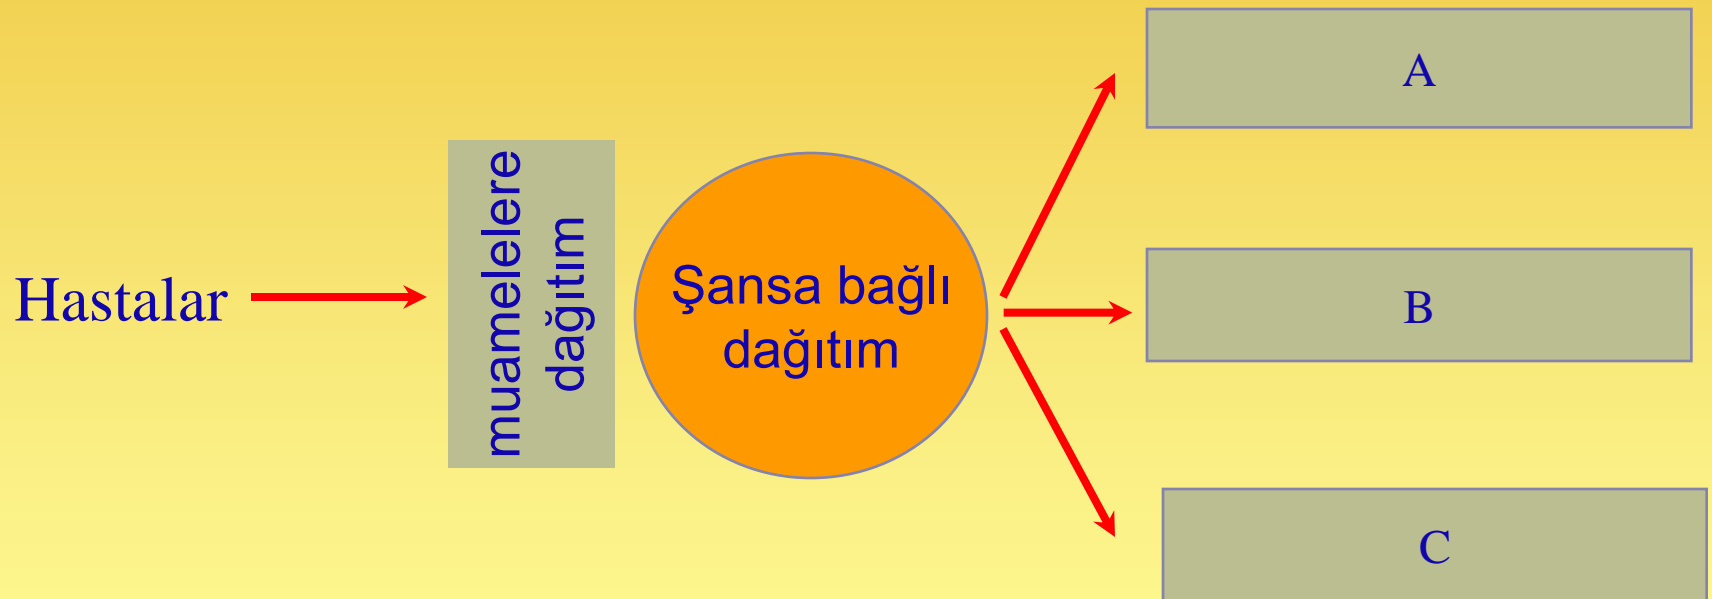 Hastalar
muamelelere
dağıtım
Şansa bağlı
dağıtım
A
B
C